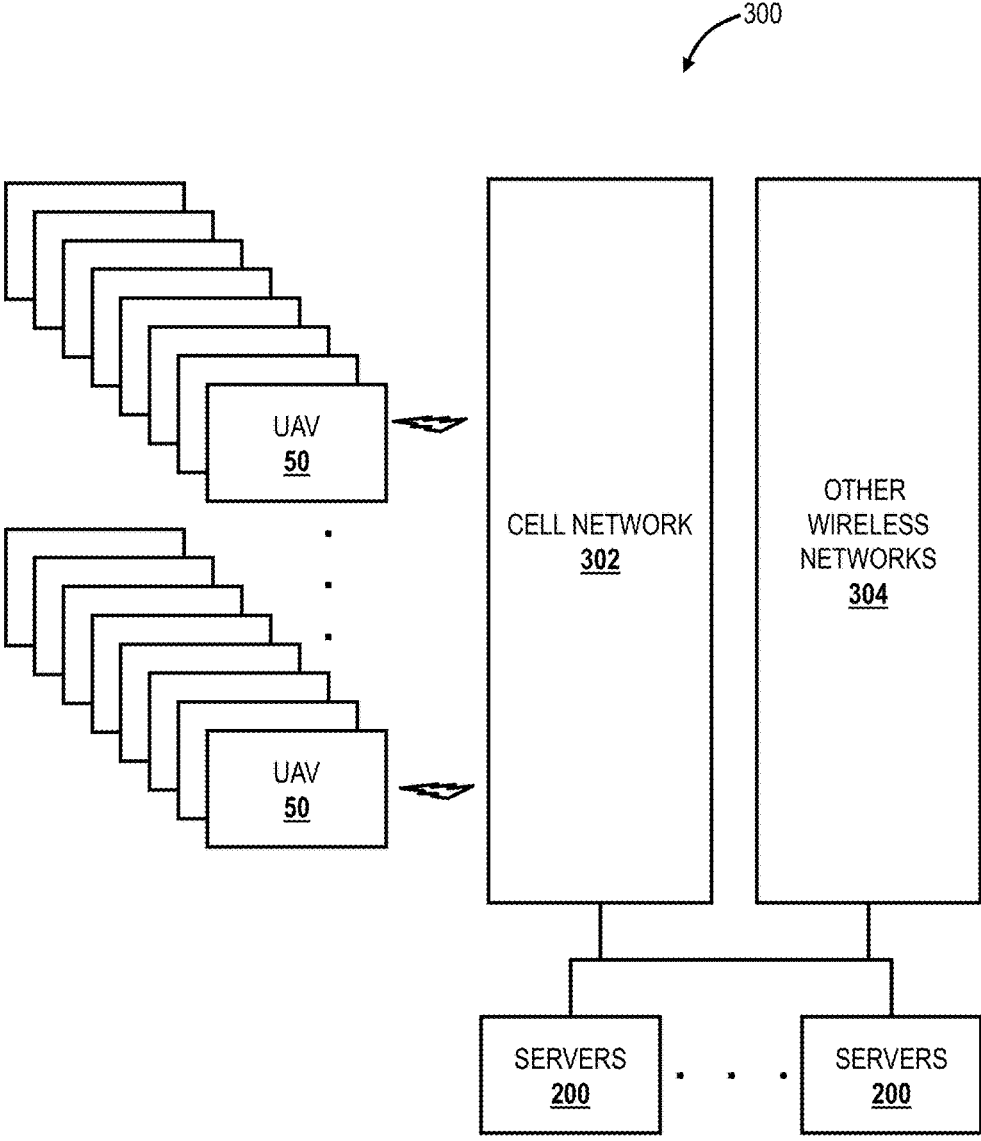 300
UAV
50
CELL NETWORK
302
OTHER
WIRELESS
NETWORKS
304
UAV
50
SERVERS
200
SERVERS
200